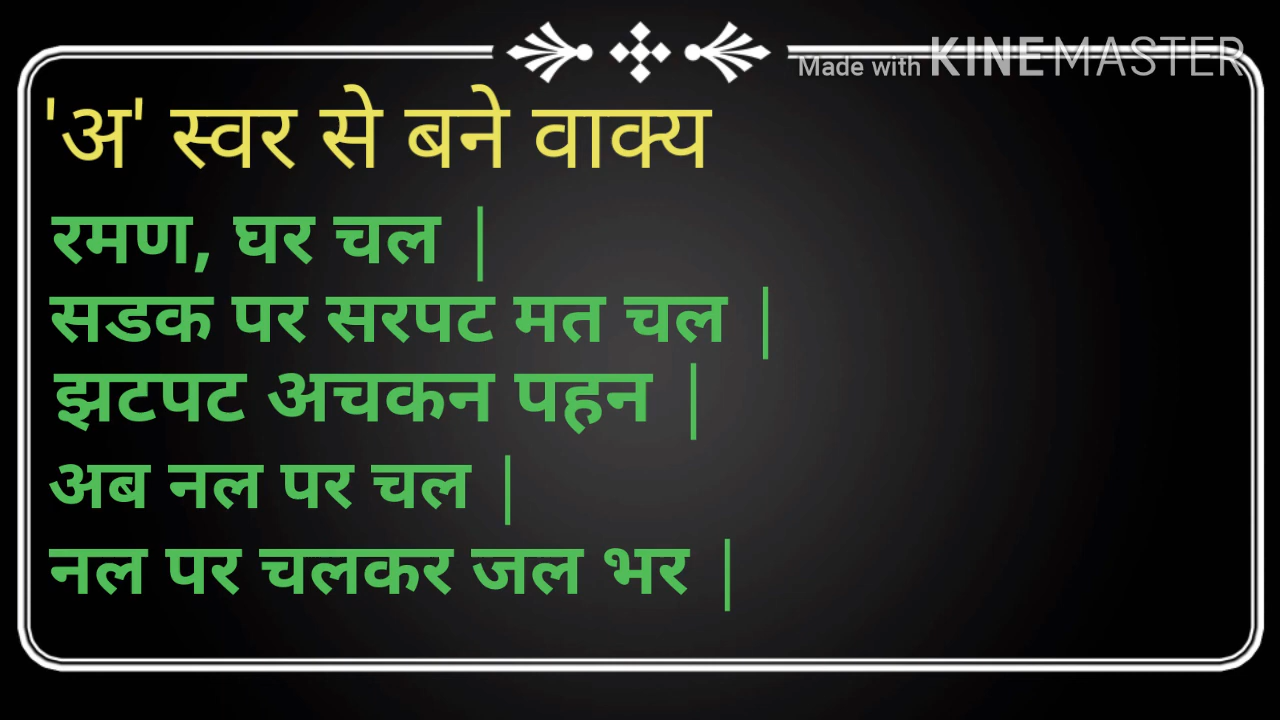 Made with KINEMASTER
'अ' स्वर से बने वाक्य
रमण, घर चल |
सडक पर सरपट मत चल |
झटपट अचकन पहन |
अब नल पर चल |
नल पर चलकर जल भर |